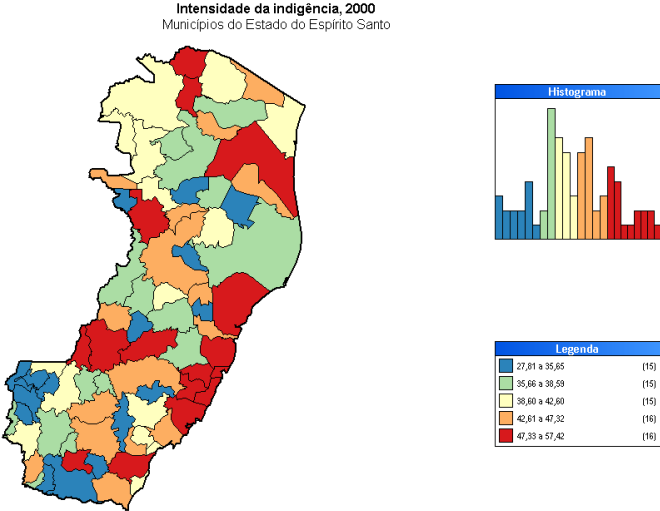 Intensidade da indigência, 2000
Municípios do Estado do Espírito Santo
Histograma
Legenda
27,81 a 35,65 (15)
35,66 a 38,59 (15)
38,60 a 42,60 (15)
42,61 a 47,32 (16)
47,33 a 57,42 (16)